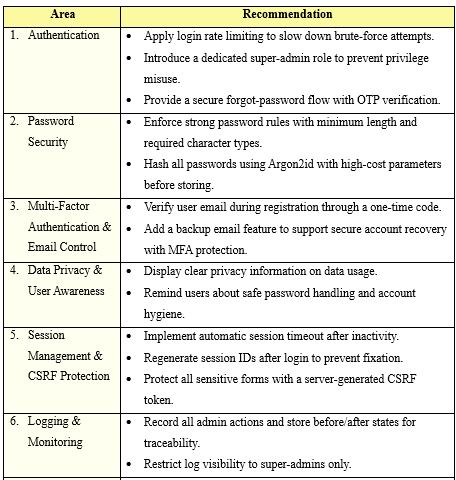 Area
Recommendation
1. Authentication
• Apply login rate limiting to slow down brute-force attempts.
• Introduce a dedicated super-admin role to prevent privilege
misuse.
• Provide a secure forgot-password flow with OTP verification.
2. Password
Security
• Enforce strong password rules with minimum length and
required character types.
• Hash all passwords using Argon2id with high-cost parameters
before storing.
3. Multi-Factor
Authentication &
Email Control
• Verify user email during registration through a one-time code.
• Add a backup email feature to support secure account recovery
with MFA protection.
4. Data Privacy &
User Awareness
• Display clear privacy information on data usage.
• Remind users about safe password handling and account
hygiene.
5. Session
Management &
CSRF Protection
• Implement automatic session timeout after inactivity.
• Regenerate session IDs after login to prevent fixation.
• Protect all sensitive forms with a server-generated CSRF
token.
6. Logging &
Monitoring
• Record all admin actions and store before/after states for
traceability.
• Restrict log visibility to super-admins only.